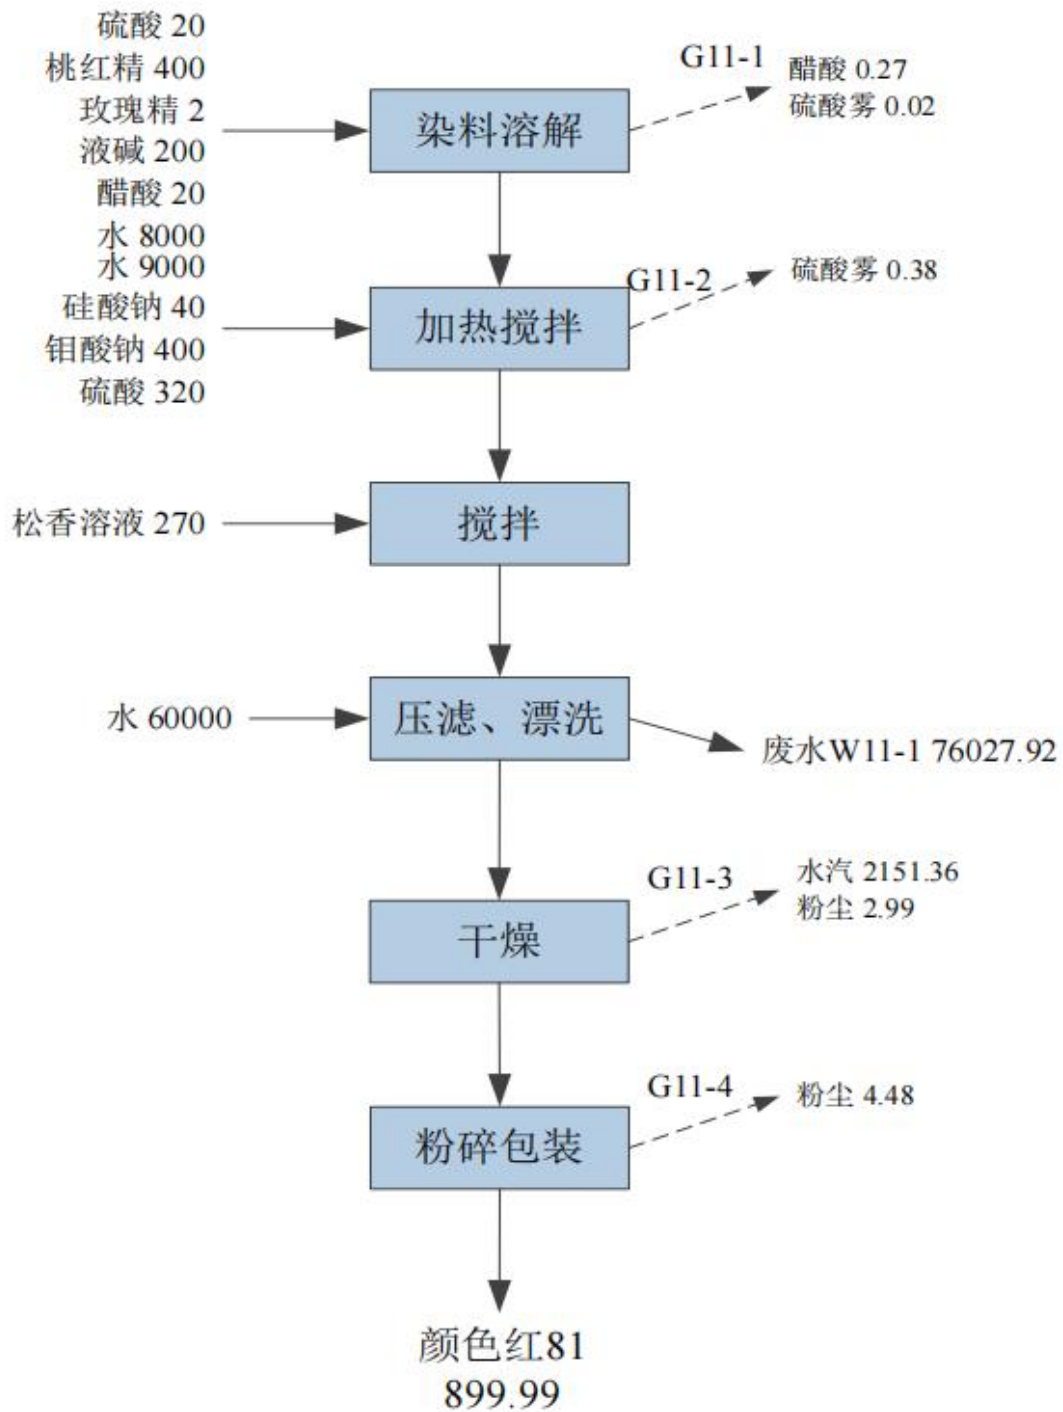 硫酸 20
桃红精 400
玫瑰精 2
液碱 200
醋酸 20
水 8000
染料溶解
G11-1
醋酸 0.27
硫酸雾 0.02
水 9000
硅酸钠 40
钼酸钠 400
硫酸 320
加热搅拌
G11-2
硫酸雾 0.38
松香溶液 270
搅拌
水 60000
压滤、漂洗
废水W11-1 76027.92
干燥
G11-3
水汽 2151.36
粉尘 2.99
粉碎包装
G11-4
粉尘 4.48
颜色红81
899.99